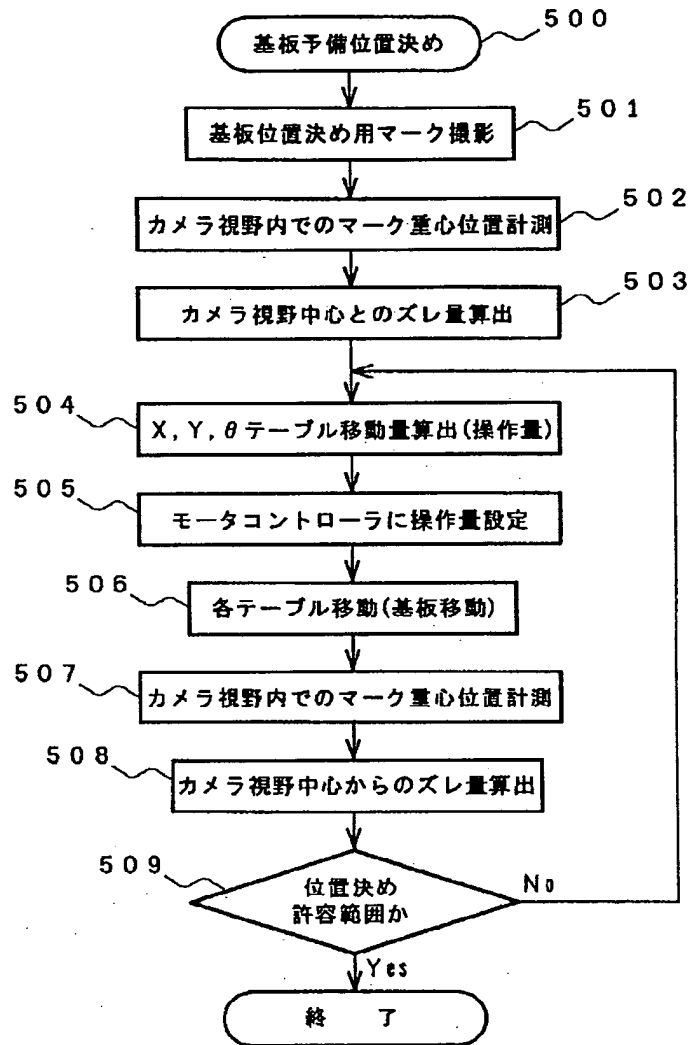 基板予備位置決め
５００
基板位置決め用マーク撮影
５０１
カメラ視野内でのマーク重心位置計測
５０２
カメラ視野中心とのズレ量算出
５０３
５０４
X, Y, θテーブル移動量算出(操作量)
５０５
モータコントローラに操作量設定
５０６
各テーブル移動(基板移動)
５０７
カメラ視野内でのマーク重心位置計測
５０８
カメラ視野中心からのズレ量算出
５０９
位置決め
許容範囲か
No
Yes
終　了